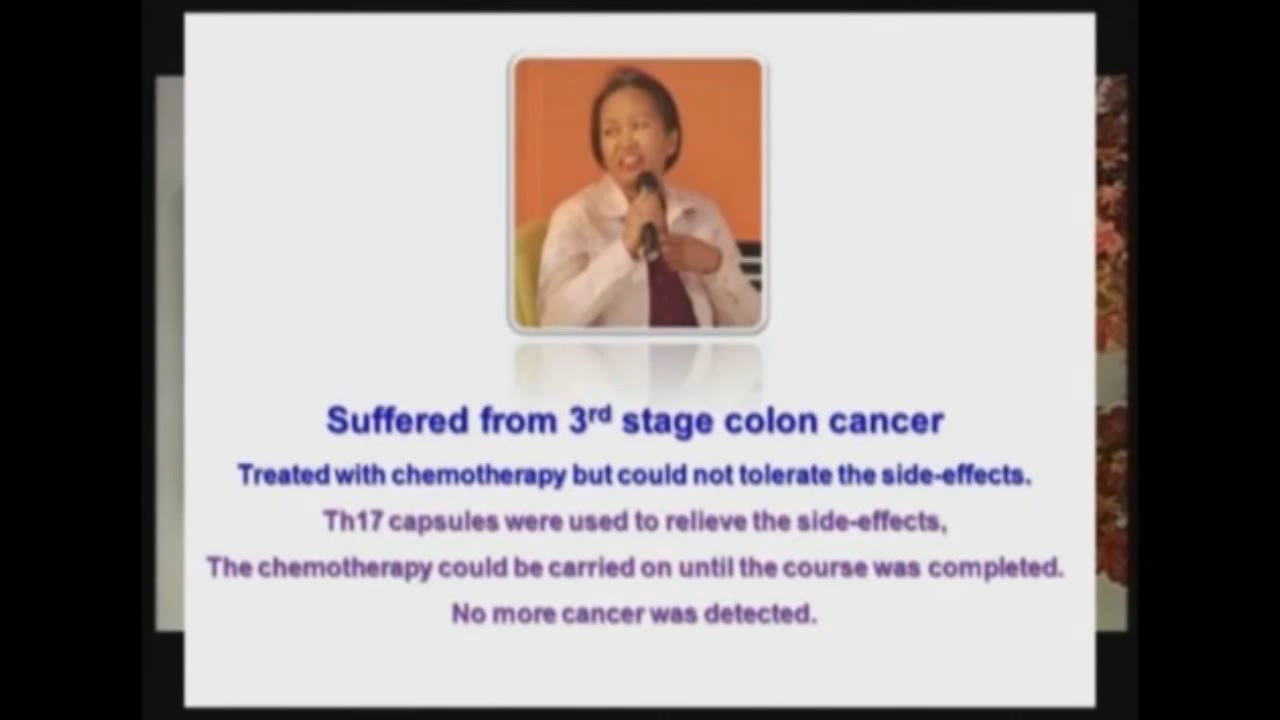 Suffered from 3rd stage colon cancer
Treated with chemotherapy but could not tolerate the side-effects.
Th17 capsules were used to relieve the side-effects,
The chemotherapy could be carried on until the course was completed.
No more cancer was detected.